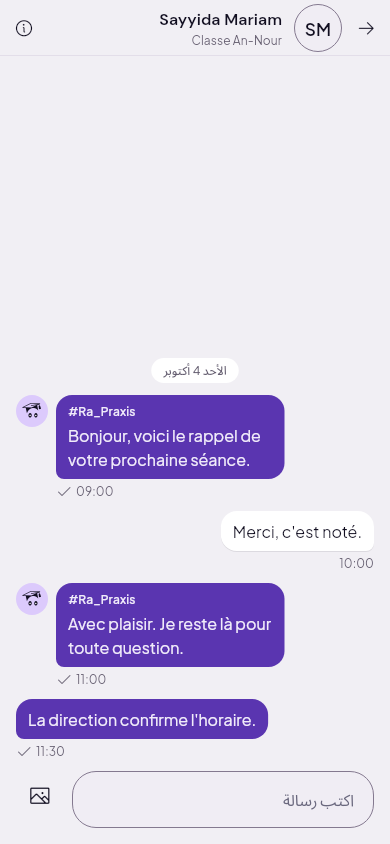 Sayyida Mariam
Classe An-Nour
SM
الأحد 4 أكتوبر
#Ra_Praxis
Bonjour, voici le rappel de
votre prochaine séance.
09:00
Merci, c'est noté.
10:00
#Ra_Praxis
Avec plaisir. Je reste là pour
toute question.
11:00
La direction confirme l'horaire.
11:30
اكتب رسالة